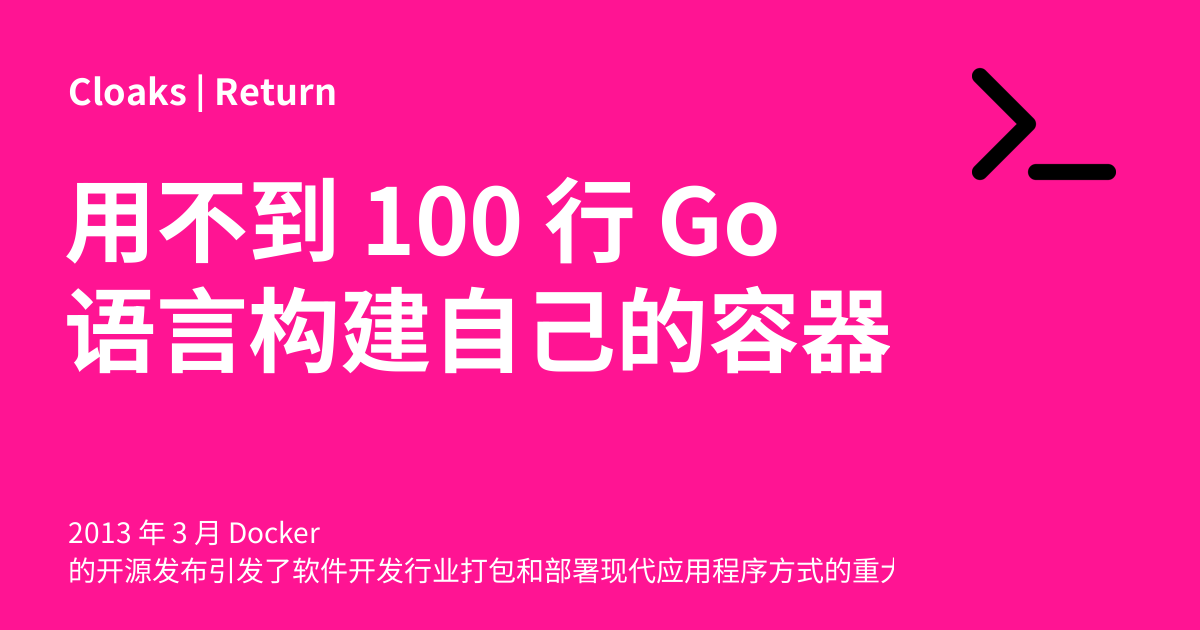 Cloaks | Return
用不到 100 行 Go
语言构建自己的容器
2013 年 3 月 Docker
的开源发布引发了软件开发行业打包和部署现代应用程序方式的重